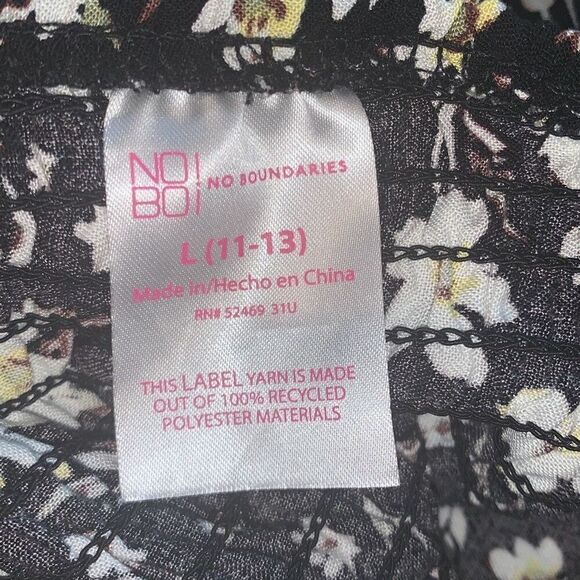 NO!
BO! NO BOUNDARIES
L (11-13)
Made in/Hecho en China
RN# 52469 31U
THIS LABEL YARN IS MADE
OUT OF 100% RECYCLED
POLYESTER MATERIALS